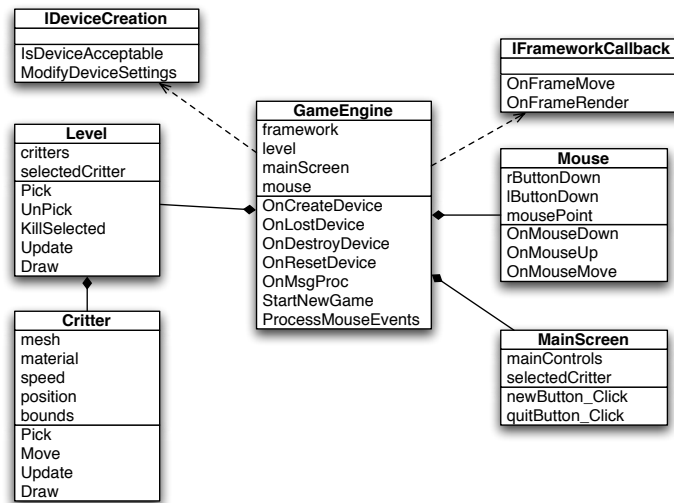 IDeviceCreation
IsDeviceAcceptable
ModifyDeviceSettings
IFrameworkCallback
OnFrameMove
OnFrameRender
GameEngine
framework
level
mainScreen
mouse
OnCreateDevice
OnLostDevice
OnDestroyDevice
OnResetDevice
OnMsgProc
StartNewGame
ProcessMouseEvents
Level
critters
selectedCritter
Pick
UnPick
KillSelected
Update
Draw
Mouse
rButtonDown
lButtonDown
mousePoint
OnMouseDown
OnMouseUp
OnMouseMove
Critter
mesh
material
speed
position
bounds
Pick
Move
Update
Draw
MainScreen
mainControls
selectedCritter
newButton_Click
quitButton_Click